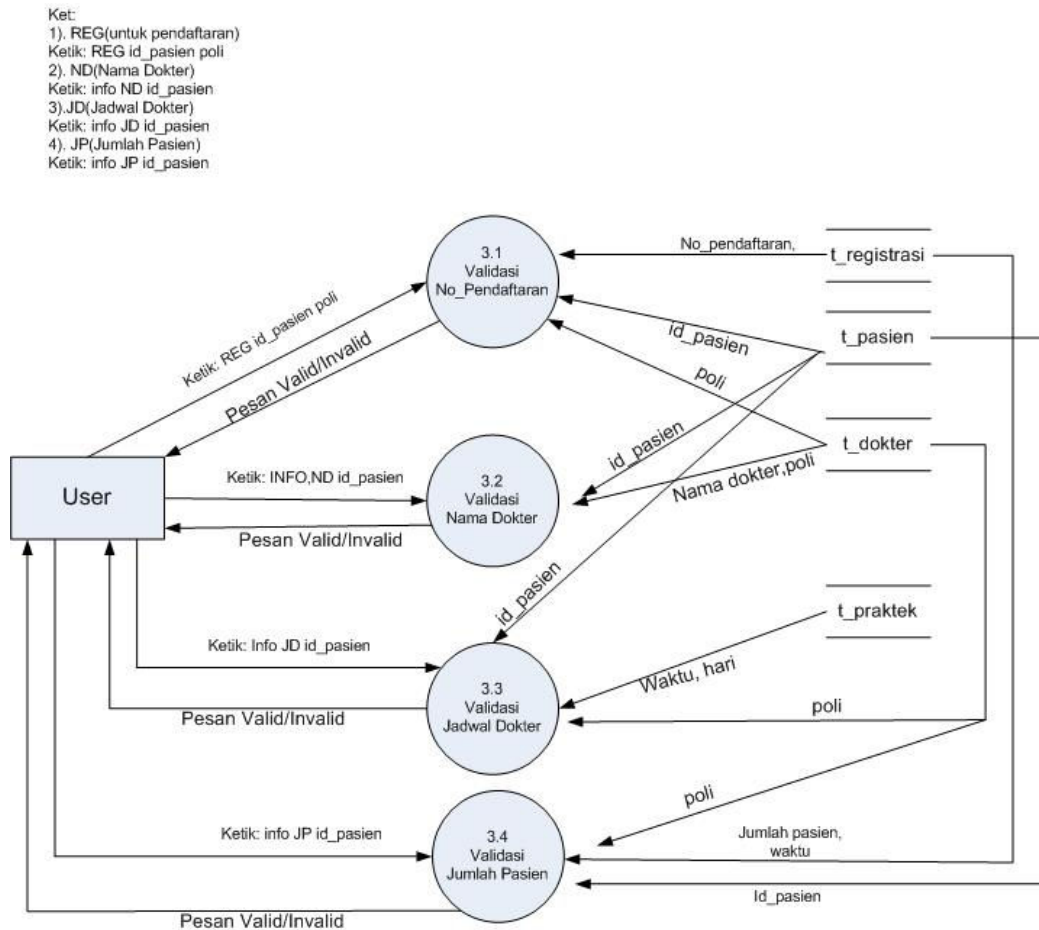 Ket:
1). REG(untuk pendaftaran)
Ketik: REG id_pasien poli
2). ND(Nama Dokter)
Ketik: info ND id_pasien
3).JD(Jadwal Dokter)
Ketik: info JD id_pasien
4). JP(Jumlah Pasien)
Ketik: info JP id_pasien
3.1
Validasi
No_Pendaftaran
No_pendaftaran,
t_registrasi
Ketik: REG id_pasien poli
Pesan Valid/Invalid
id_pasien
t_pasien
poli
id_pasien
t_dokter
Nama dokter,poli
User
Ketik: INFO,ND id_pasien
3.2
Validasi
Nama Dokter
Pesan Valid/Invalid
id_pasien
t_praktek
Ketik: Info JD id_pasien
3.3
Validasi
Jadwal Dokter
Waktu, hari
Pesan Valid/Invalid
poli
poli
Ketik: info JP id_pasien
3.4
Validasi
Jumlah Pasien
Jumlah pasien,
waktu
Id_pasien
Pesan Valid/Invalid